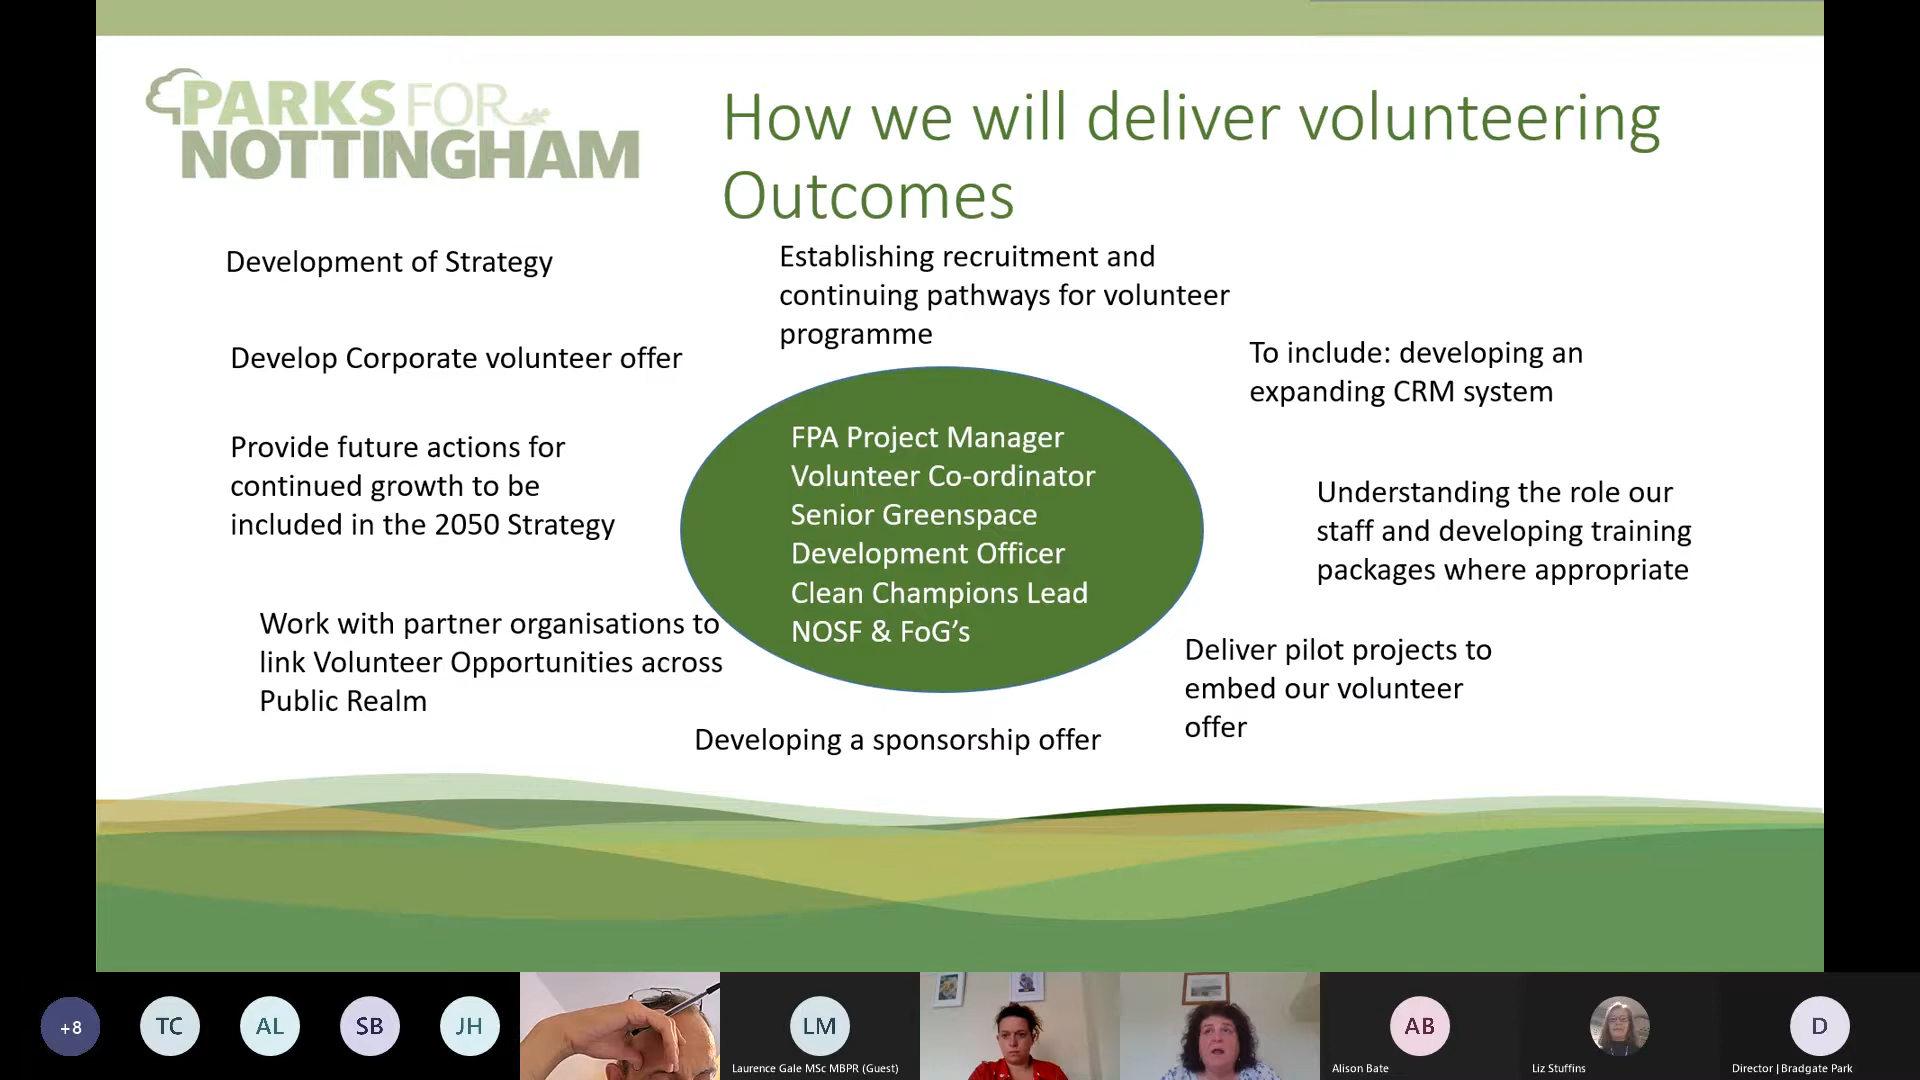 PARKS FOR
NOTTINGHAM
How we will deliver volunteering
Outcomes
Development of Strategy
Establishing recruitment and
continuing pathways for volunteer
programme
Develop Corporate volunteer offer
To include: developing an
expanding CRM system
Provide future actions for
continued growth to be
included in the 2050 Strategy
FPA Project Manager
Volunteer Co-ordinator
Senior Greenspace
Development Officer
Clean Champions Lead
NOSF & FoG’s
Understanding the role our
staff and developing training
packages where appropriate
Work with partner organisations to
link Volunteer Opportunities across
Public Realm
Deliver pilot projects to
embed our volunteer
offer
Developing a sponsorship offer
+8
TC
AL
SB
JH
LM
Laurence Gale MSc MBPR (Guest)
AB
Alison Bate
Liz Stuffins
D
Director | Bradgate Park